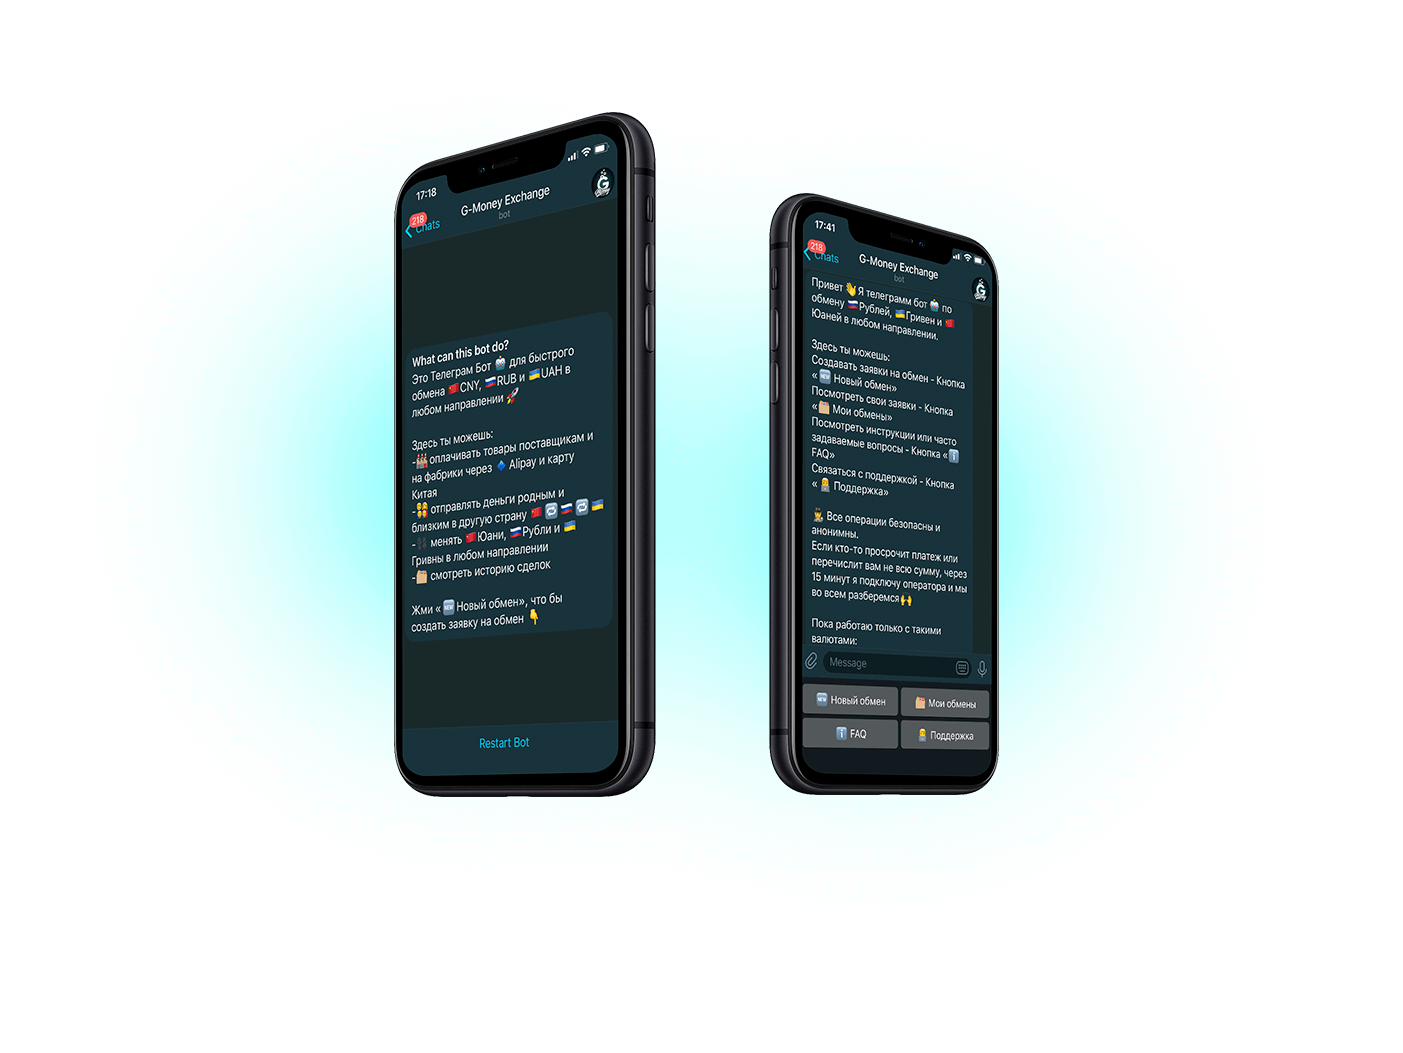 17:18
218
Chats
G-Money Exchange
bot
What can this bot do?
Это Телеграм Бот 🤖 для быстрого
обмена 🇨🇳CNY, 🇷🇺RUB и 🇺🇦UAH в
любом направлении 🚀
Здесь ты можешь:
-🏭 оплачивать товары поставщикам и
на фабрики через 🔹 Alipay и карту
Китая
-👨‍👩‍👧‍👦 отправлять деньги родным и
близким в другую страну 🇨🇳 🔁 🇷🇺 🔁 🇺🇦
- менять 🇨🇳Юани, 🇷🇺Рубли и 🇺🇦
Гривны в любом направлении
-🗂 смотреть историю сделок
Жми « 🆕 Новый обмен», что бы
создать заявку на обмен 👇
Restart Bot
17:41
218
Chats
G-Money Exchange
bot
Привет 👋 Я телеграмм бот 🤖 по
обмену 🇷🇺Рублей, 🇺🇦Гривен и 🇨🇳
Юаней в любом направлении.
Здесь ты можешь:
Создавать заявки на обмен - Кнопка
« 🆕 Новый обмен»
Посмотреть свои заявки - Кнопка
«🗂 Мои обмены»
Посмотреть инструкции или часто
задаваемые вопросы - Кнопка «ℹ️
FAQ»
Связаться с поддержкой - Кнопка
« 👨‍💻 Поддержка»
🕵️ Все операции безопасны и
анонимны.
Если кто-то просрочит платеж или
перечислит вам не всю сумму, через
15 минут я подключу оператора и мы
во всем разберемся🙌
Пока работаю только с такими
валютами:
Message
🆕 Новый обмен
🗂 Мои обмены
ℹ️ FAQ
👨‍💻 Поддержка